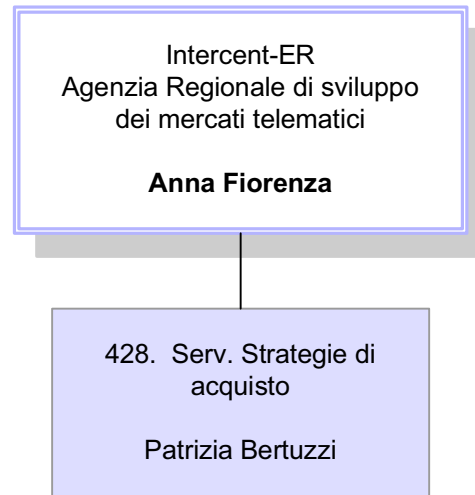 Intercent-ER
Agenzia Regionale di sviluppo
dei mercati telematici
Anna Fiorenza
428. Serv. Strategie di
acquisto
Patrizia Bertuzzi